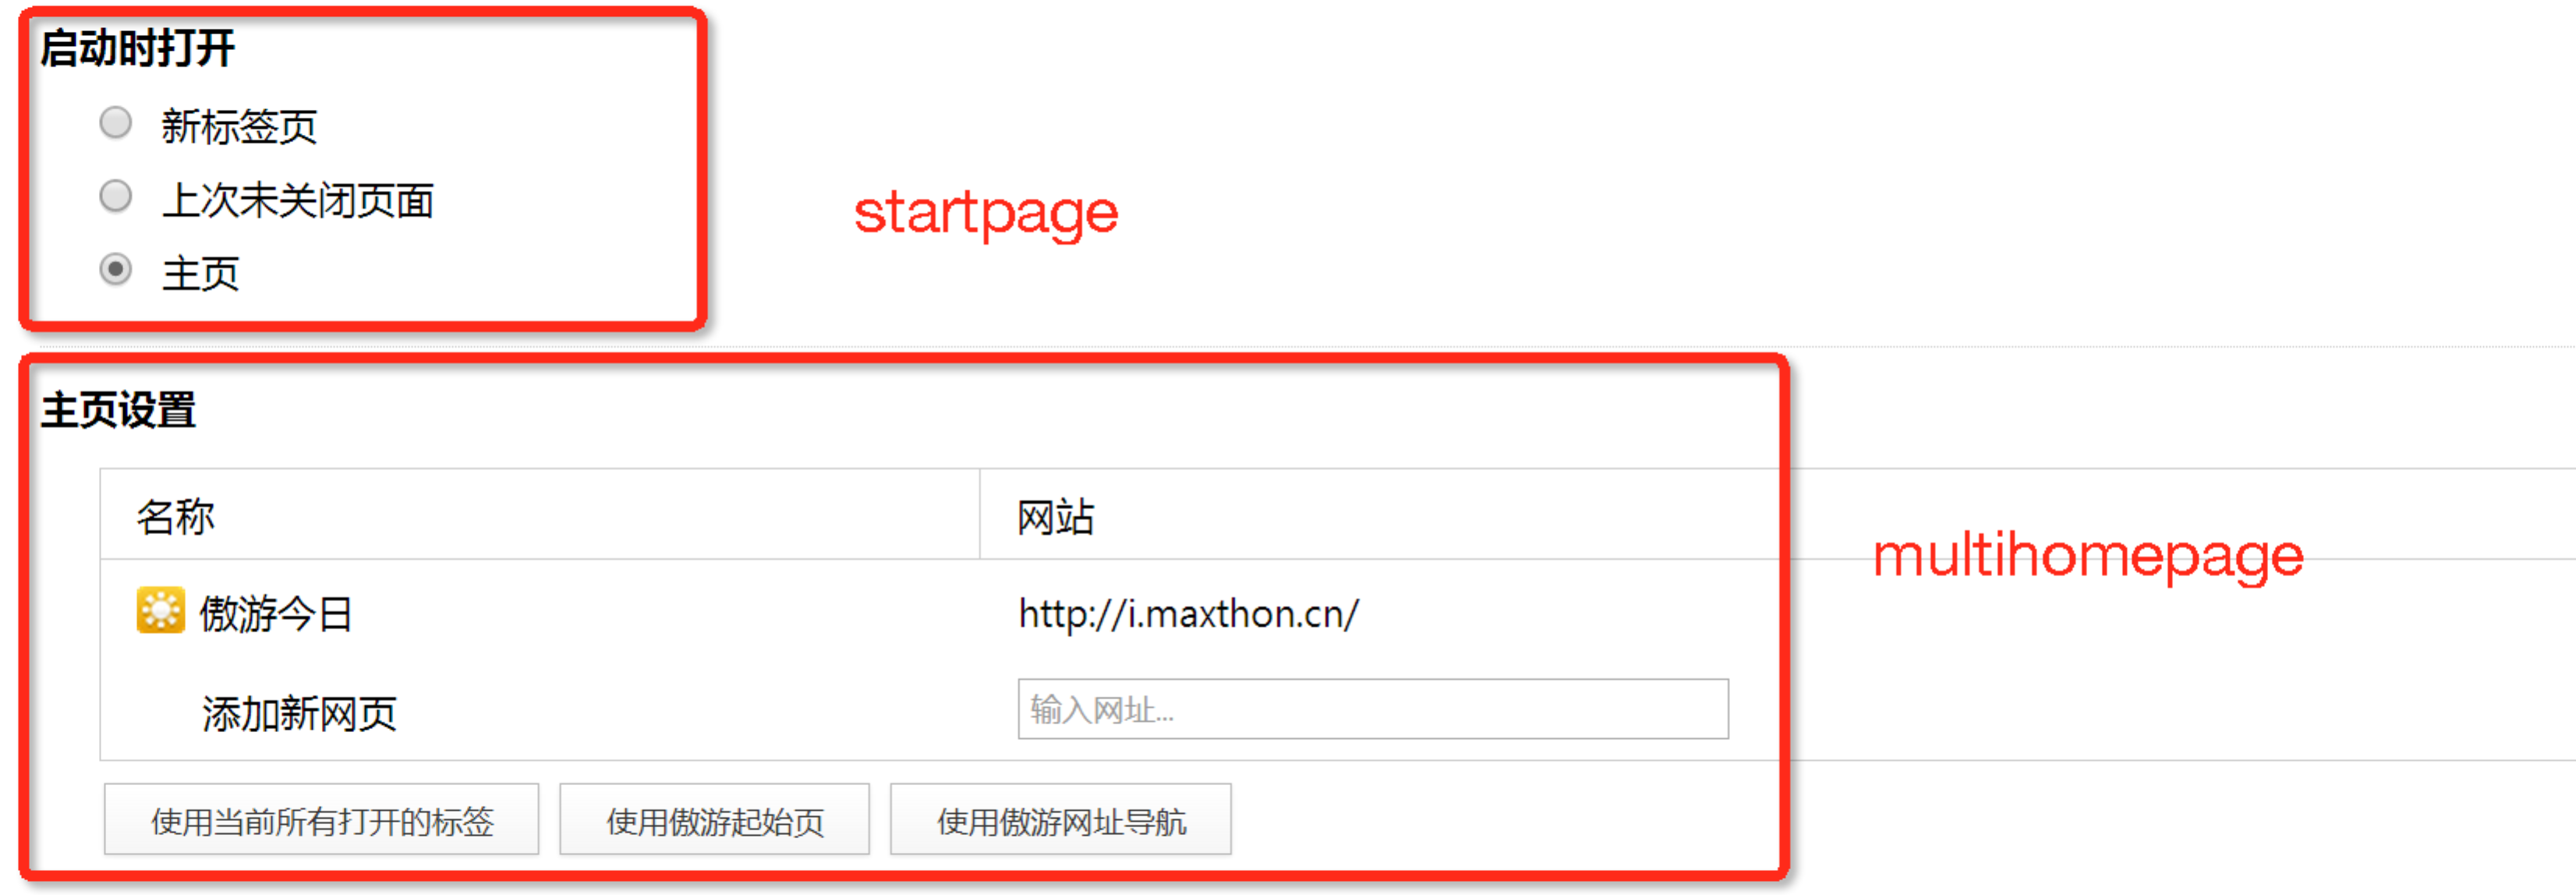 启动时打开
新标签页
上次未关闭页面
主页
startpage
主页设置
名称 网站
multihomepage
傲游今日 http://i.maxthon.cn/
添加新网页 输入网址...
使用当前所有打开的标签 使用傲游起始页 使用傲游网址导航